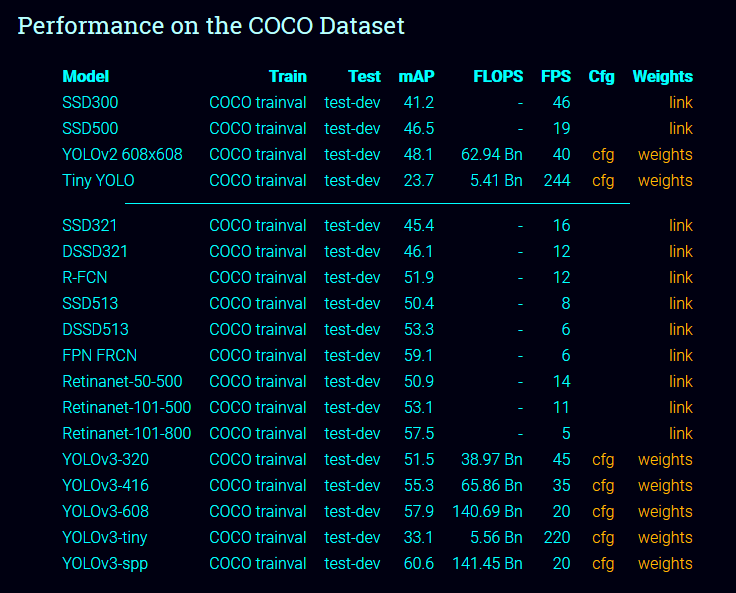 Performance on the COCO Dataset
Model Train Test mAP FLOPS FPS Cfg Weights
SSD300 COCO trainval test-dev 41.2 - 46 link
SSD500 COCO trainval test-dev 46.5 - 19 link
YOLOv2 608x608 COCO trainval test-dev 48.1 62.94 Bn 40 cfg weights
Tiny YOLO COCO trainval test-dev 23.7 5.41 Bn 244 cfg weights
SSD321 COCO trainval test-dev 45.4 - 16 link
DSSD321 COCO trainval test-dev 46.1 - 12 link
R-FCN COCO trainval test-dev 51.9 - 12 link
SSD513 COCO trainval test-dev 50.4 - 8 link
DSSD513 COCO trainval test-dev 53.3 - 6 link
FPN FRCN COCO trainval test-dev 59.1 - 6 link
Retinanet-50-500 COCO trainval test-dev 50.9 - 14 link
Retinanet-101-500 COCO trainval test-dev 53.1 - 11 link
Retinanet-101-800 COCO trainval test-dev 57.5 - 5 link
YOLOv3-320 COCO trainval test-dev 51.5 38.97 Bn 45 cfg weights
YOLOv3-416 COCO trainval test-dev 55.3 65.86 Bn 35 cfg weights
YOLOv3-608 COCO trainval test-dev 57.9 140.69 Bn 20 cfg weights
YOLOv3-tiny COCO trainval test-dev 33.1 5.56 Bn 220 cfg weights
YOLOv3-spp COCO trainval test-dev 60.6 141.45 Bn 20 cfg weights